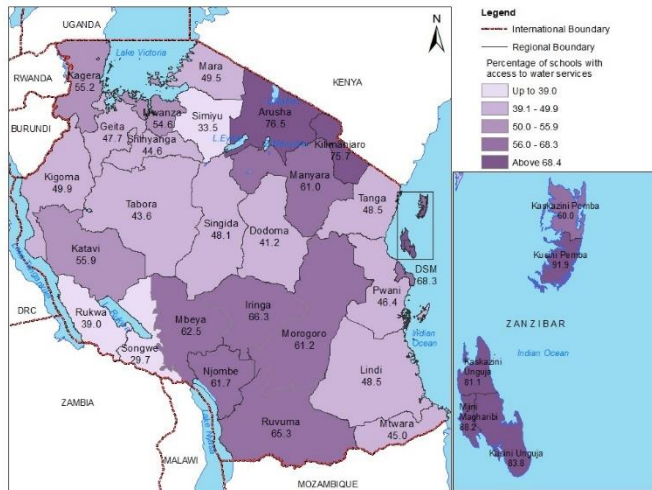 UGANDA
Lake Victoria
N
RWANDA
Kagera
55.2
Mara
49.5
KENYA
BURUNDI
Mwanza
54.6
Simiyu
33.5
Arusha
76.5
Geita
47.7
Shinyanga
44.6
Kilimanjaro
75.7
Kigoma
49.9
Manyara
61.0
Tabora
43.6
Singida
48.1
Dodoma
41.2
Tanga
48.5
Katavi
55.9
DSM
68.3
Pwani
46.4
DRC
Rukwa
39.0
Mbeya
62.5
Iringa
66.3
Morogoro
61.2
Indian
Ocean
Songwe
29.7
Njombe
61.7
Lindi
48.5
ZAMBIA
Ruvuma
65.3
Mtwara
45.0
MALAWI
MOZAMBIQUE
Legend
International Boundary
Regional Boundary
Percentage of schools with
access to water services
Up to 39.0
39.1 - 49.9
50.0 - 55.9
56.0 - 68.3
Above 68.4
Kaskazini Pemba
60.0
Kusini Pemba
91.9
ZANZIBAR
Indian Ocean
Kaskazini
Unguja
81.1
Mjini
Magharibi
88.2
Kusini Unguja
83.8